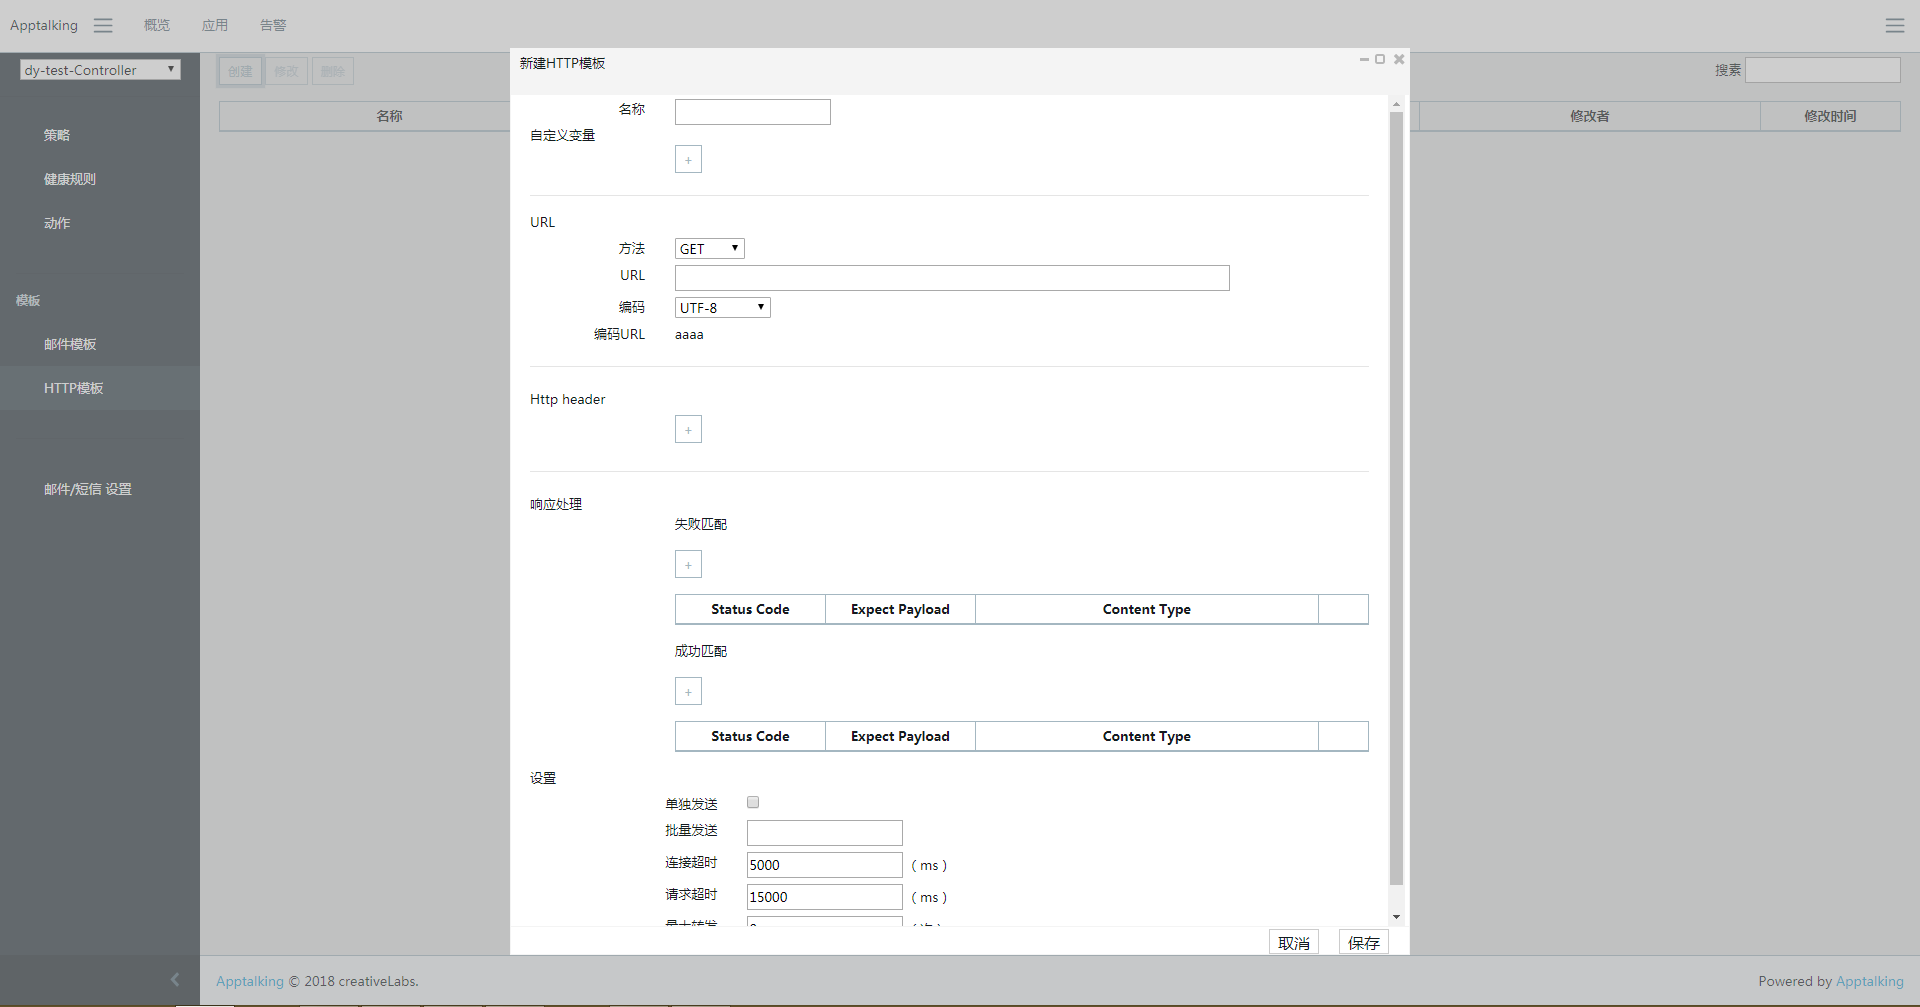 Apptalking 概览 应用 告警
dy-test-Controller
策略
健康规则
动作
模板
邮件模板
HTTP模板
邮件/短信 设置
创建 修改 删除
搜素
名称 修改者 修改时间
新建HTTP模板
名称
自定义变量
+
URL
方法 GET
URL
编码 UTF-8
编码URL aaaa
Http header
+
响应处理
失败匹配
+
Status Code Expect Payload Content Type
成功匹配
+
Status Code Expect Payload Content Type
设置
单独发送
批量发送
连接超时 5000 ( ms )
请求超时 15000 ( ms )
取消 保存
Apptalking © 2018 creativeLabs.
Powered by Apptalking